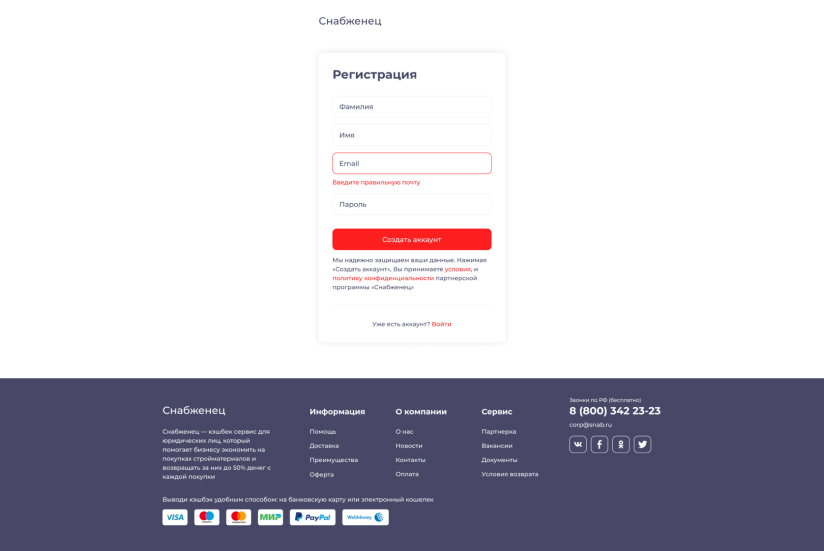 Снабженец
Регистрация
Фамилия
Имя
Email
Введите правильную почту
Пароль
Создать аккаунт
Мы надежно защищаем ваши данные. Нажимая
«Создать аккаунт», Вы принимаете условия, и
политику конфиденциальности партнерской
программы «Снабженец»
Уже есть аккаунт? Войти
Снабженец
Снабженец — кэшбек сервис для
юридических лиц, который
помогает бизнесу экономить на
покупках стройматериалов и
возвращать за них до 50% денег с
каждой покупки
Информация
Помощь
Доставка
Преимущества
Оферта
О компании
О нас
Новости
Контакты
Оплата
Сервис
Партнерка
Вакансии
Документы
Условия возврата
Звонки по РФ (бесплатно)
8 (800) 342 23-23
corp@snab.ru
Выводи кэшбэк удобным способом: на банковскую карту или электронный кошелек
VISA
МИР
PayPal
WebMoney